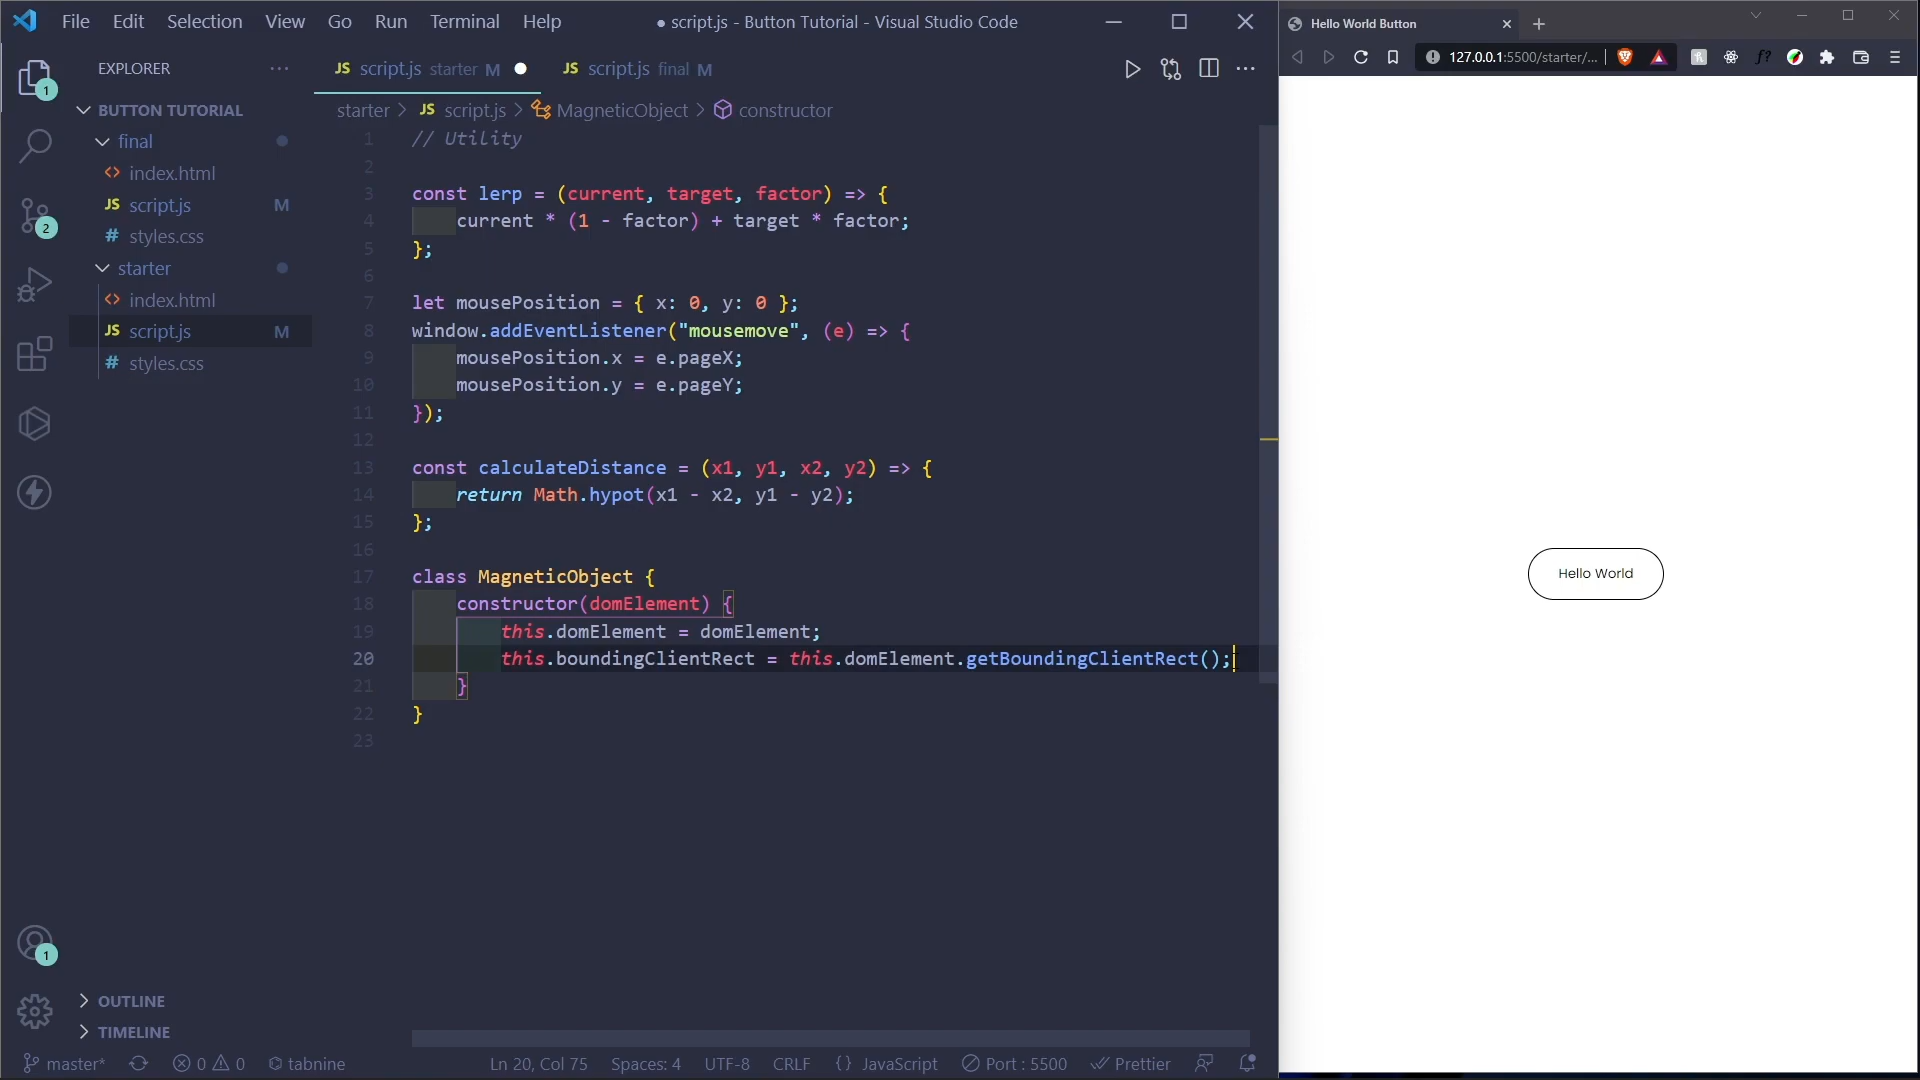 File Edit Selection View Go Run Terminal Help
● script.js - Button Tutorial - Visual Studio Code
EXPLORER
BUTTON TUTORIAL
final
index.html
JS script.js M
# styles.css
starter
index.html
JS script.js M
# styles.css
OUTLINE
TIMELINE
1
2
1
JS script.js starter M
JS script.js final M
starter > JS script.js > MagneticObject > constructor
1 // Utility
2
3 const lerp = (current, target, factor) => {
4 current * (1 - factor) + target * factor;
5 };
6
7 let mousePosition = { x: 0, y: 0 };
8 window.addEventListener("mousemove", (e) => {
9 mousePosition.x = e.pageX;
10 mousePosition.y = e.pageY;
11 });
12
13 const calculateDistance = (x1, y1, x2, y2) => {
14 return Math.hypot(x1 - x2, y1 - y2);
15 };
16
17 class MagneticObject {
18 constructor(domElement) {
19 this.domElement = domElement;
20 this.boundingClientRect = this.domElement.getBoundingClientRect();
21 }
22 }
23
master* 0 0 tabnine Ln 20, Col 75 Spaces: 4 UTF-8 CRLF {} JavaScript Port : 5500 Prettier
Hello World Button
127.0.0.1:5500/starter/...
f?
Hello World